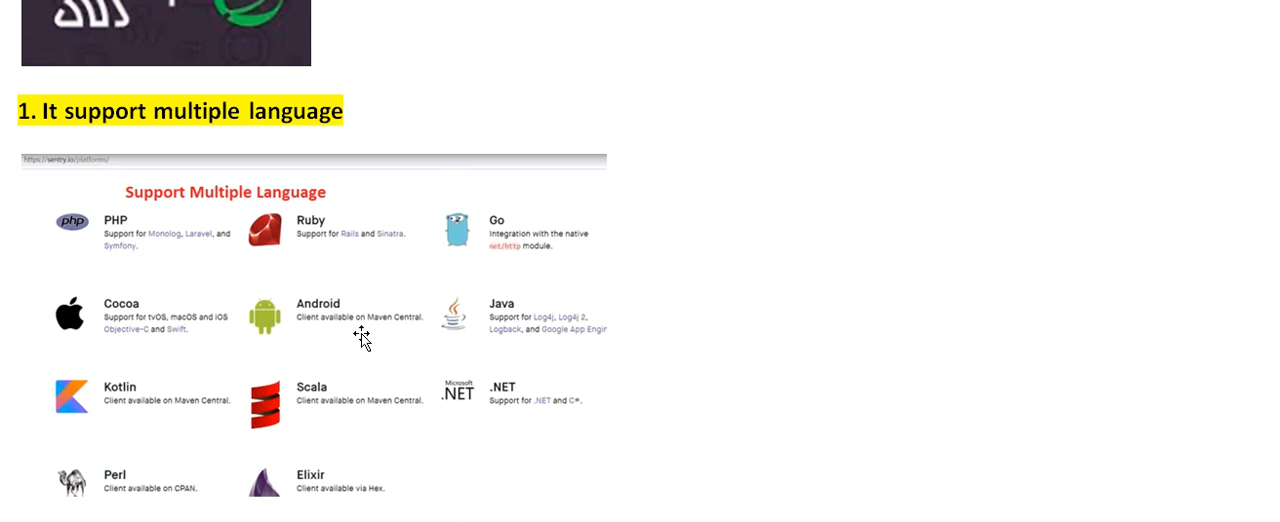 1. It support multiple language
https://sentry.io/platforms/
Support Multiple Language
php
PHP
Support for Monolog, Laravel, and
Symfony.
Ruby
Support for Rails and Sinatra.
Go
Integration with the native
net/http module.
Cocoa
Support for tvOS, macOS and iOS
Objective-C and Swift.
Android
Client available on Maven Central.
Java
Support for Log4j, Log4j 2,
Logback, and Google App Engin
Kotlin
Client available on Maven Central.
Scala
Client available on Maven Central.
Microsoft
.NET
.NET
Support for .NET and C#.
Perl
Client available on CPAN.
Elixir
Client available via Hex.